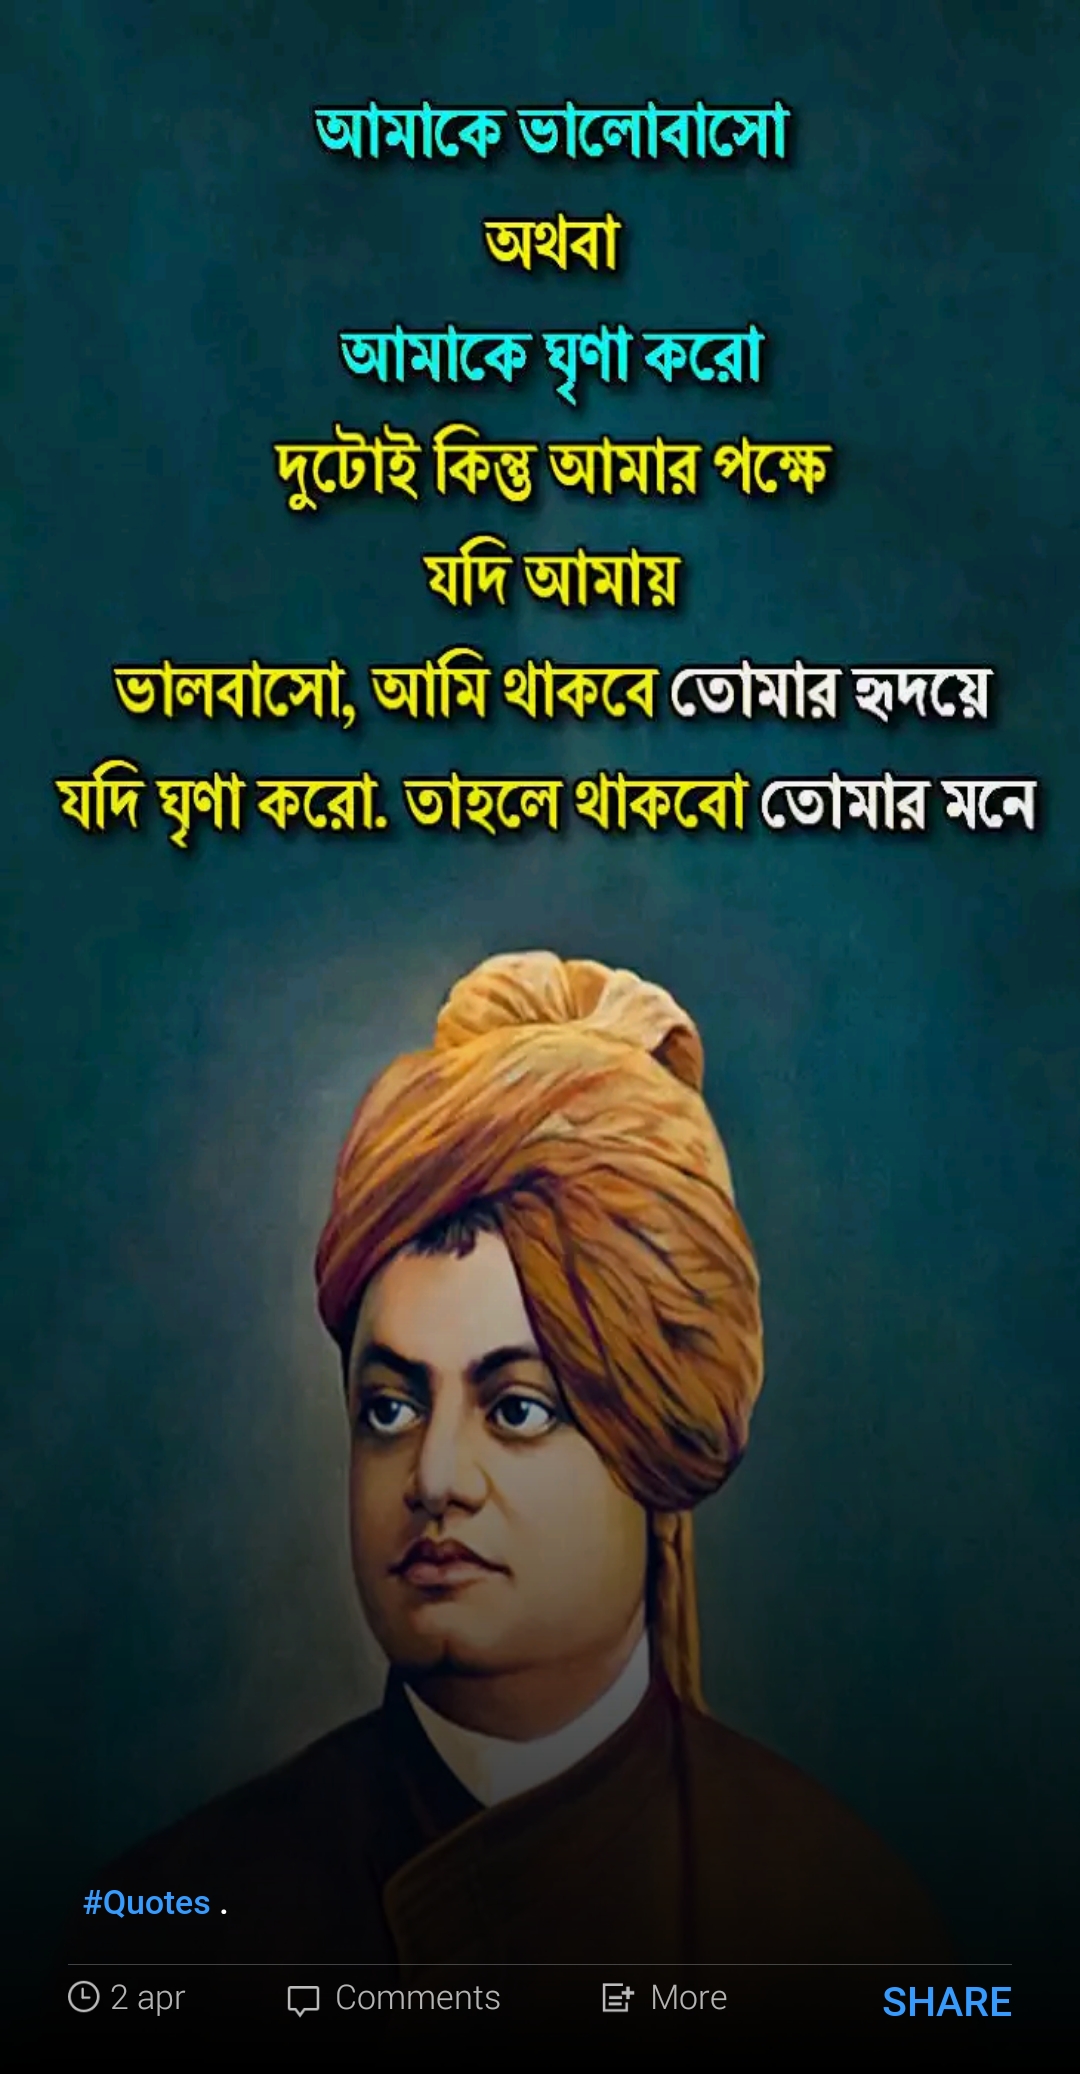 আমাকে ভালোবাসো
অথবা
আমাকে ঘৃণা করো
দুটোই কিন্তু আমার পক্ষে
যদি আমায়
ভালবাসো, আমি থাকবে তোমার হৃদয়ে
যদি ঘৃণা করো. তাহলে থাকবো তোমার মনে
#Quotes .
2 apr Comments More SHARE